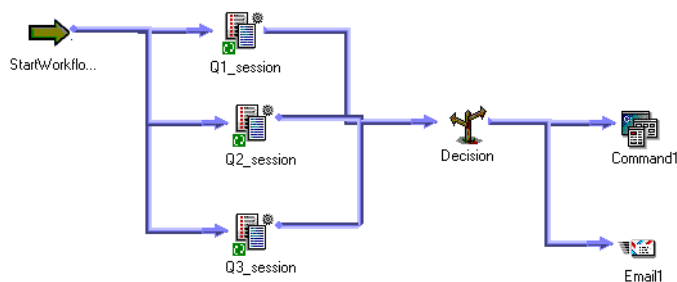 StartWorkflo...
Q1_session
Q2_session
Q3_session
Decision
Command1
Email1